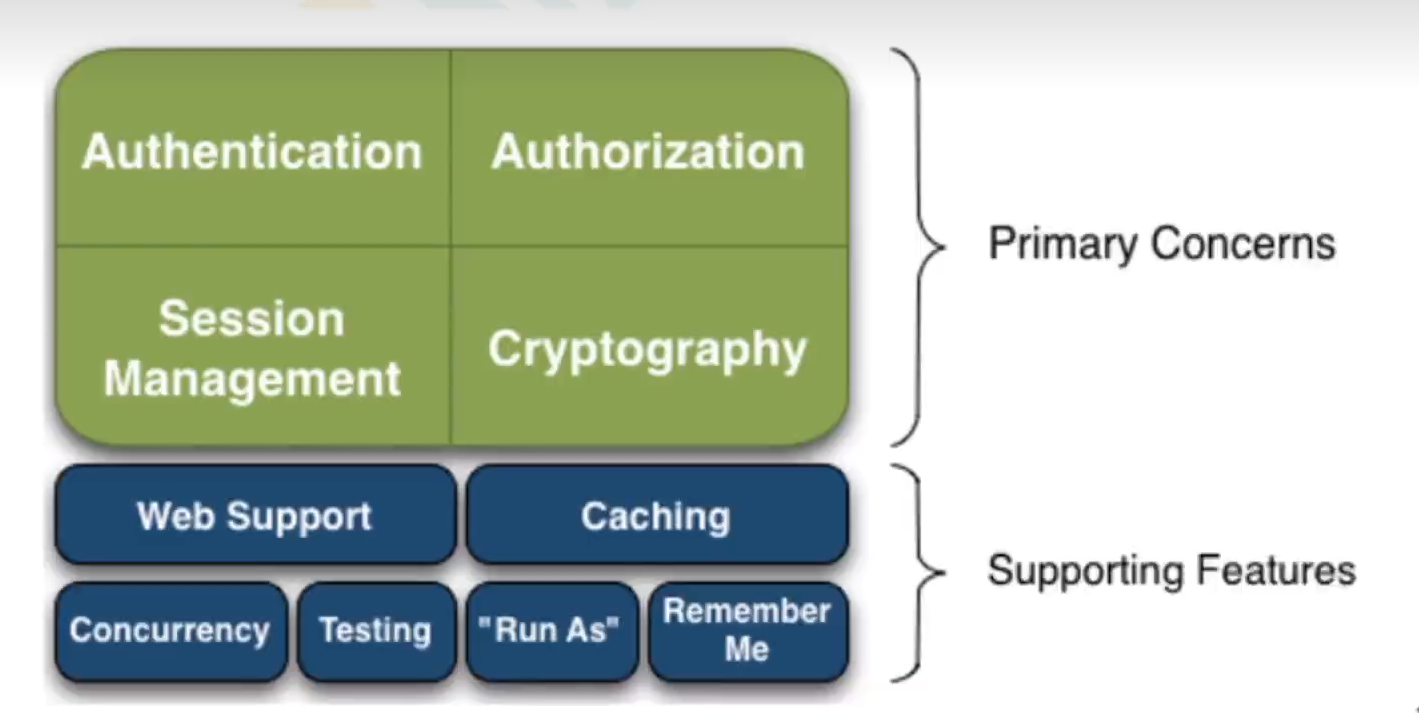 Authentication
Authorization
Session
Management
Cryptography
Primary Concerns
Web Support
Caching
Concurrency
Testing
"Run As"
Remember
Me
Supporting Features